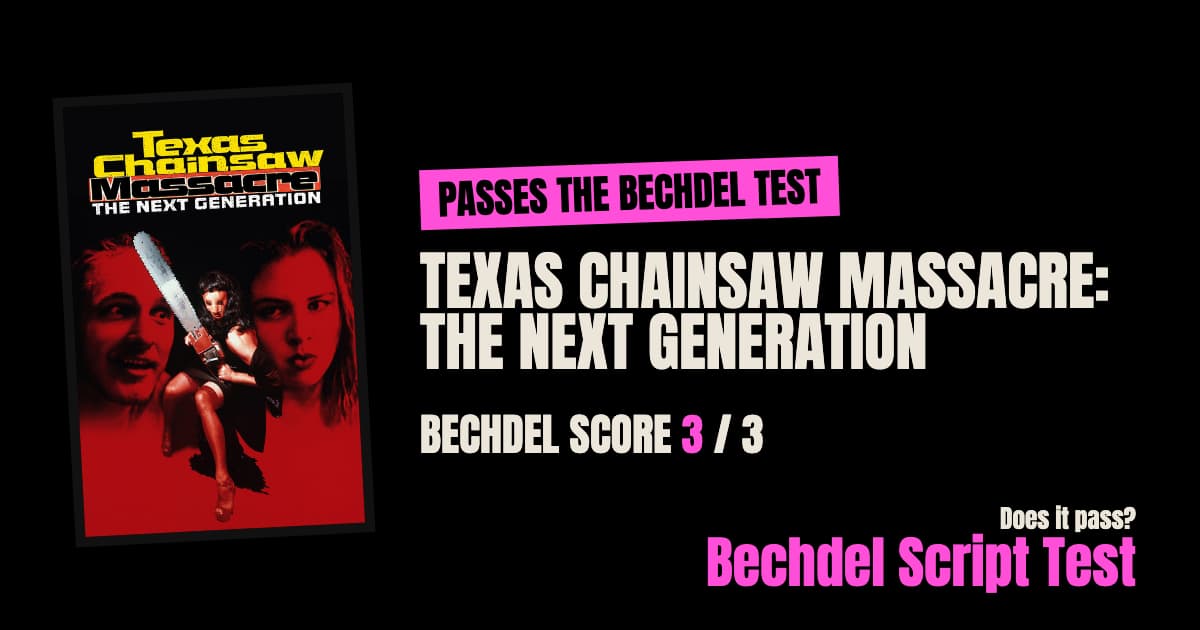 Texas
Chainsaw
Massacre
THE NEXT GENERATION
PASSES THE BECHDEL TEST
TEXAS CHAINSAW MASSACRE:
THE NEXT GENERATION
BECHDEL SCORE 3 / 3
Does it pass?
Bechdel Script Test